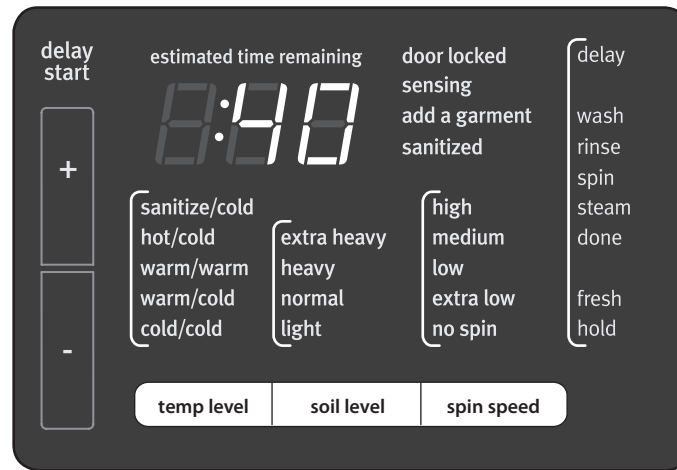 delay
start
+
-
estimated time remaining
:40
door locked
sensing
add a garment
sanitized
sanitize/cold
hot/cold
warm/warm
warm/cold
cold/cold
extra heavy
heavy
normal
light
high
medium
low
extra low
no spin
delay
wash
rinse
spin
steam
done
fresh
hold
temp level
soil level
spin speed